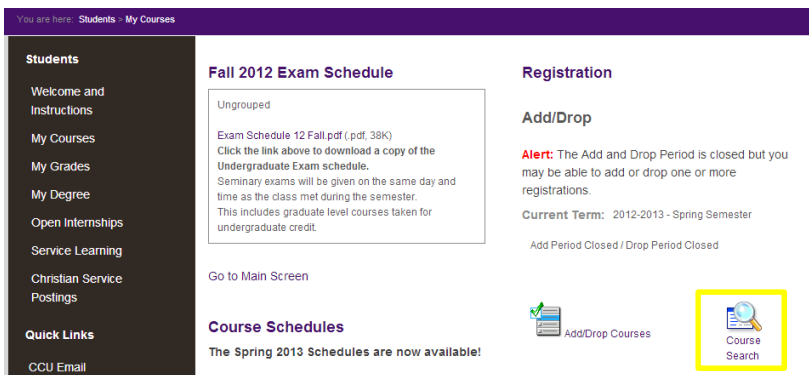 You are here: Students > My Courses
Students
Welcome and
Instructions
My Courses
My Grades
My Degree
Open Internships
Service Learning
Christian Service
Postings
Quick Links
CCU Email
Fall 2012 Exam Schedule
Ungrouped
Exam Schedule 12 Fall.pdf (.pdf, 38K)
Click the link above to download a copy of the
Undergraduate Exam schedule.
Seminary exams will be given on the same day and
time as the class met during the semester.
This includes graduate level courses taken for
undergraduate credit.
Go to Main Screen
Course Schedules
The Spring 2013 Schedules are now available!
Registration
Add/Drop
Alert: The Add and Drop Period is closed but you
may be able to add or drop one or more
registrations.
Current Term: 2012-2013 - Spring Semester
Add Period Closed / Drop Period Closed
Add/Drop Courses
Course
Search